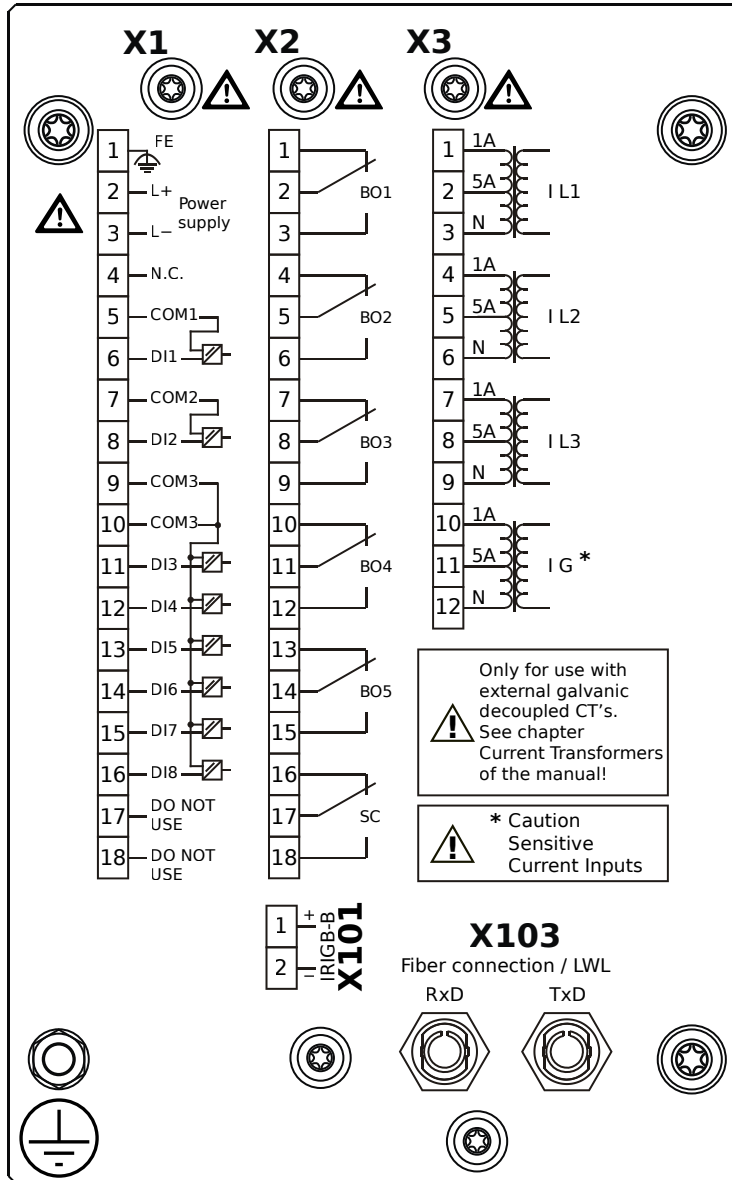 X1
X2
X3
1 FE
2 L+
Power
supply
3 L−
4 N.C.
5 COM1
6 DI1
7 COM2
8 DI2
9 COM3
10 COM3
11 DI3
12 DI4
13 DI5
14 DI6
15 DI7
16 DI8
17 DO NOT
USE
18 DO NOT
USE
1
2 BO1
3
4
5 BO2
6
7
8 BO3
9
10
11 BO4
12
13
14 BO5
15
16
17 SC
18
1 1A
2 5A I L1
3 N
4 1A
5 5A I L2
6 N
7 1A
8 5A I L3
9 N
10 1A
11 5A I G *
12 N
Only for use with
external galvanic
decoupled CT's.
See chapter
Current Transformers
of the manual!
* Caution
Sensitive
Current Inputs
1 +
2 −
IRIGB-B
X101
X103
Fiber connection / LWL
RxD
TxD